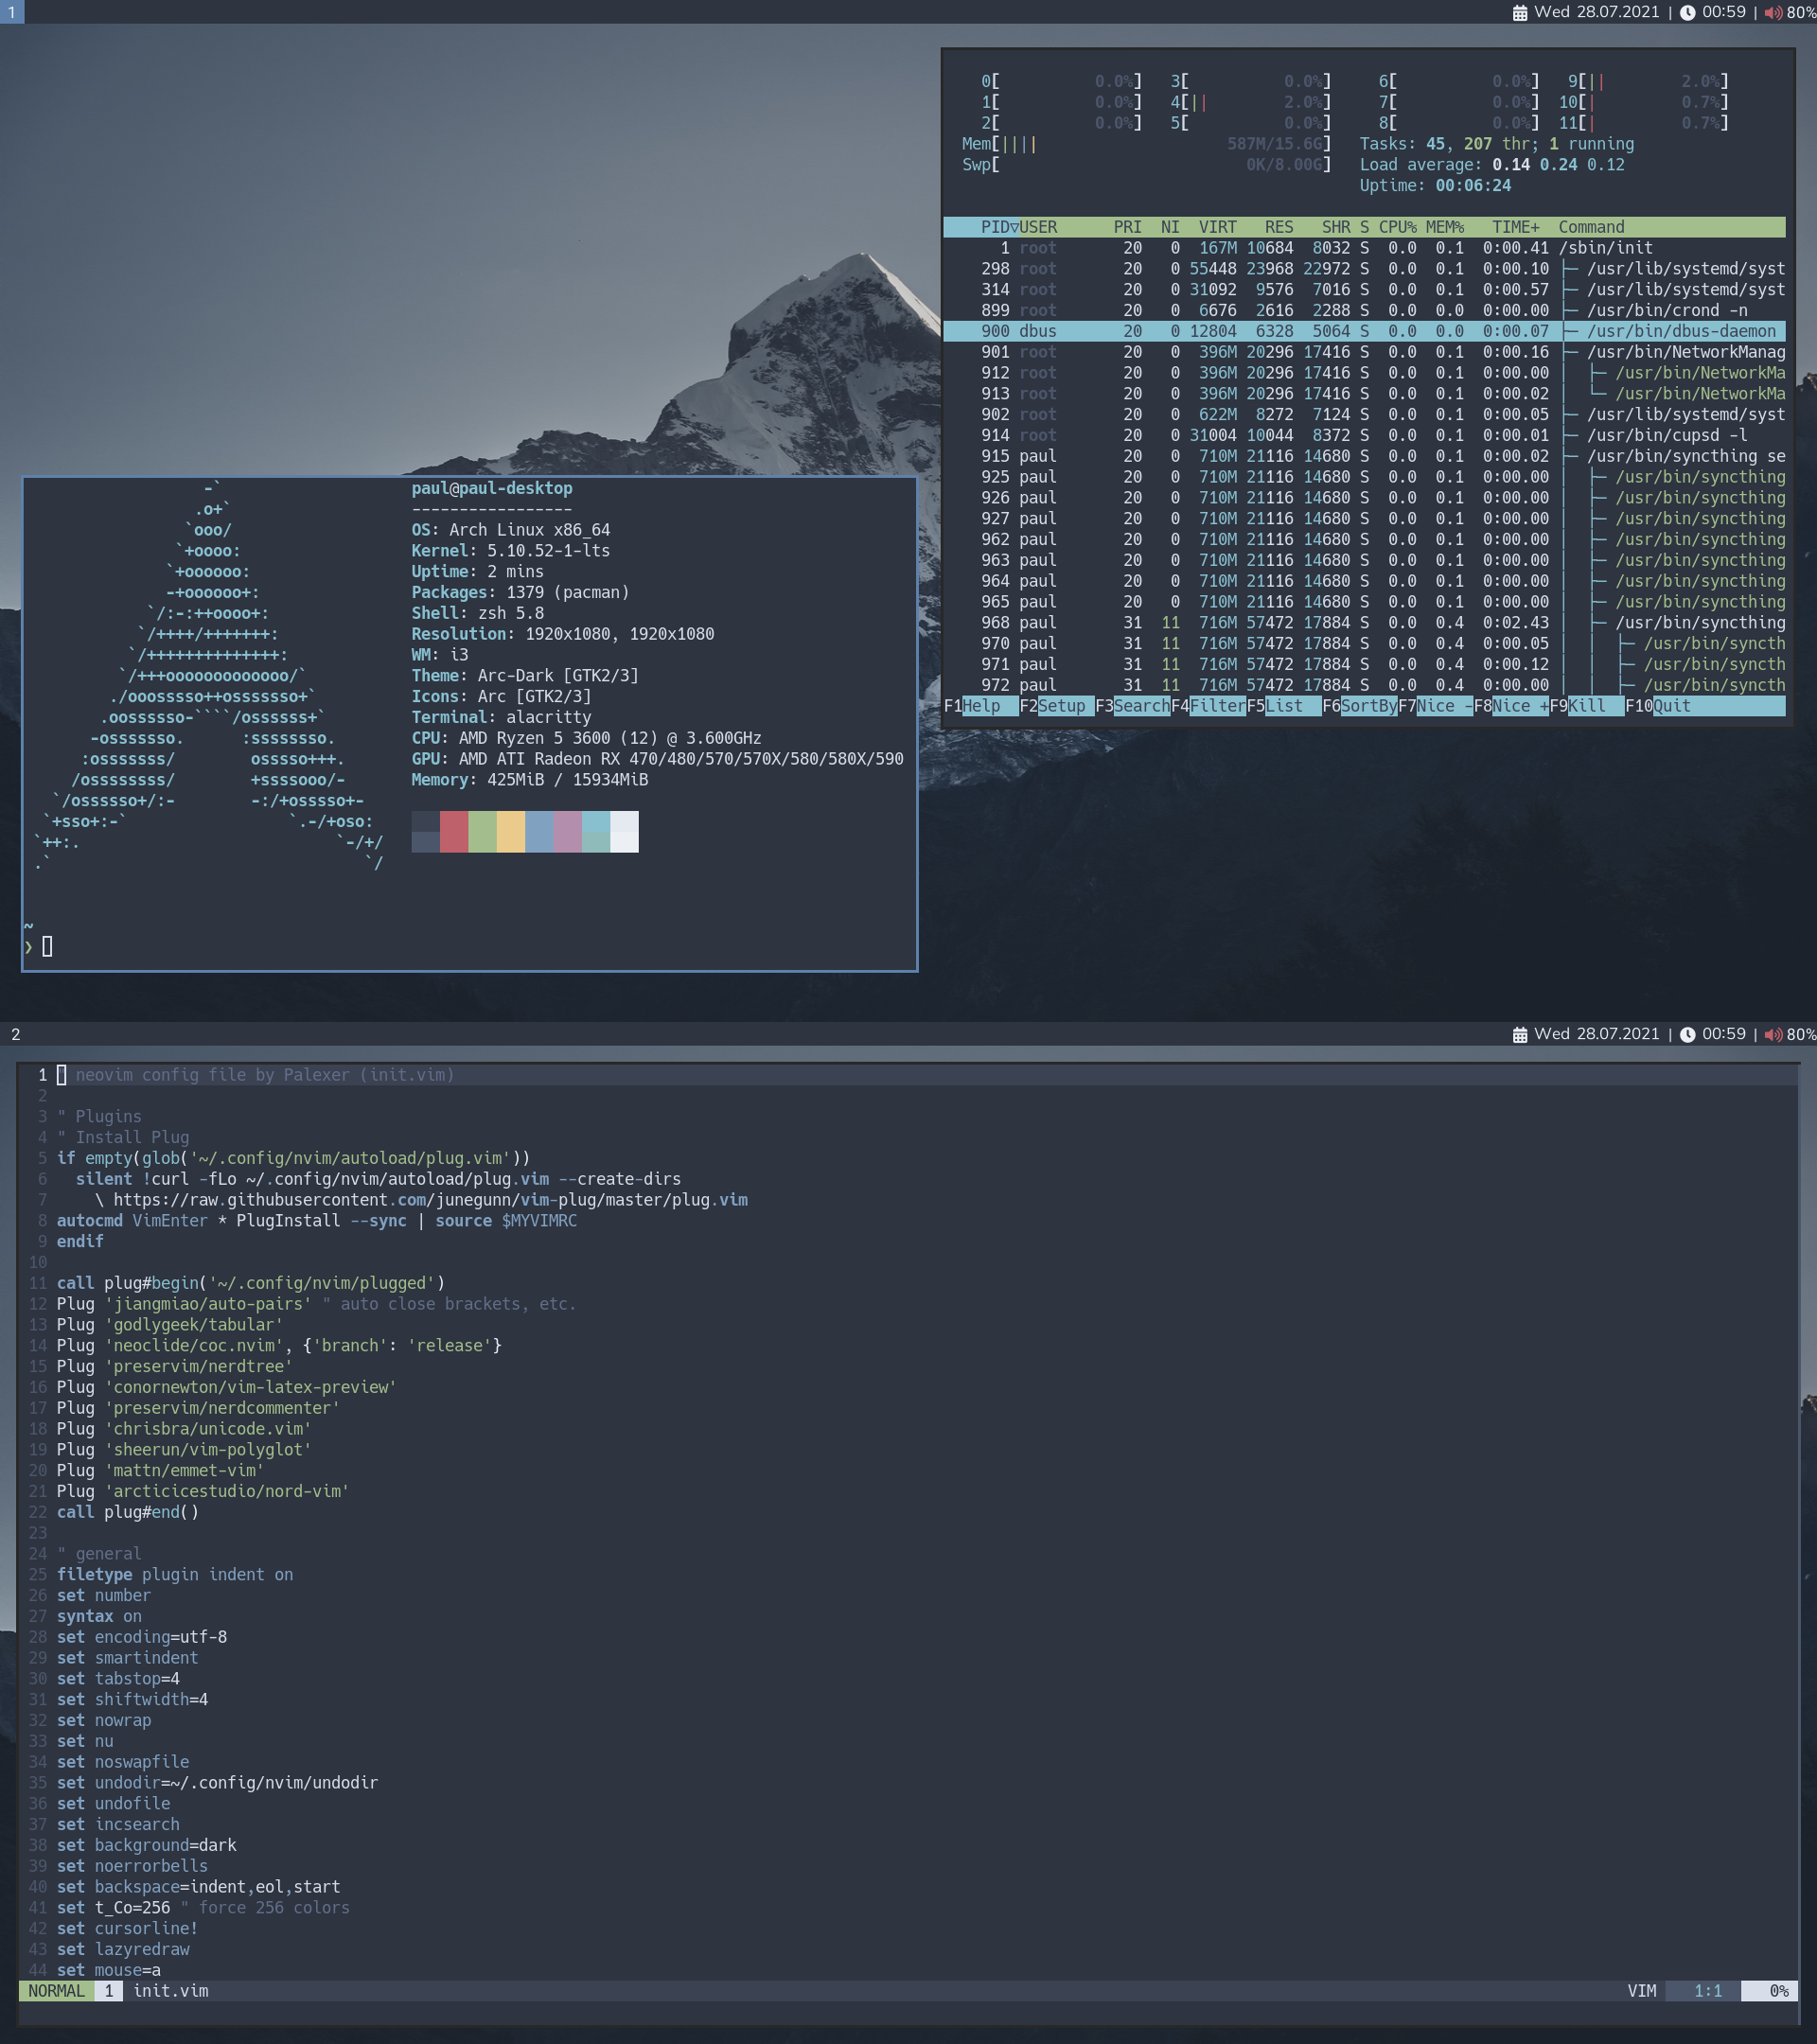 1 Wed 28.07.2021 | 00:59 | 80%
0[ 0.0%] 3[ 0.0%] 6[ 0.0%] 9[|| 2.0%]
1[ 0.0%] 4[|| 2.0%] 7[ 0.0%] 10[| 0.7%]
2[ 0.0%] 5[ 0.0%] 8[ 0.0%] 11[| 0.7%]
Mem[|||| 587M/15.6G] Tasks: 45, 207 thr; 1 running
Swp[ 0K/8.00G] Load average: 0.14 0.24 0.12
Uptime: 00:06:24
PID▽USER PRI NI VIRT RES SHR S CPU% MEM% TIME+ Command
1 root 20 0 167M 10684 8032 S 0.0 0.1 0:00.41 /sbin/init
298 root 20 0 55448 23968 22972 S 0.0 0.1 0:00.10 ├─ /usr/lib/systemd/syst
314 root 20 0 31092 9576 7016 S 0.0 0.1 0:00.57 ├─ /usr/lib/systemd/syst
899 root 20 0 6676 2616 2288 S 0.0 0.0 0:00.00 ├─ /usr/bin/crond -n
900 dbus 20 0 12804 6328 5064 S 0.0 0.0 0:00.07 ├─ /usr/bin/dbus-daemon
901 root 20 0 396M 20296 17416 S 0.0 0.1 0:00.16 ├─ /usr/bin/NetworkManag
912 root 20 0 396M 20296 17416 S 0.0 0.1 0:00.00 │ ├─ /usr/bin/NetworkMa
913 root 20 0 396M 20296 17416 S 0.0 0.1 0:00.02 │ └─ /usr/bin/NetworkMa
902 root 20 0 622M 8272 7124 S 0.0 0.1 0:00.05 ├─ /usr/lib/systemd/syst
914 root 20 0 31004 10044 8372 S 0.0 0.1 0:00.01 ├─ /usr/bin/cupsd -l
915 paul 20 0 710M 21116 14680 S 0.0 0.1 0:00.02 ├─ /usr/bin/syncthing se
925 paul 20 0 710M 21116 14680 S 0.0 0.1 0:00.00 │ ├─ /usr/bin/syncthing
926 paul 20 0 710M 21116 14680 S 0.0 0.1 0:00.00 │ ├─ /usr/bin/syncthing
927 paul 20 0 710M 21116 14680 S 0.0 0.1 0:00.00 │ ├─ /usr/bin/syncthing
962 paul 20 0 710M 21116 14680 S 0.0 0.1 0:00.00 │ ├─ /usr/bin/syncthing
963 paul 20 0 710M 21116 14680 S 0.0 0.1 0:00.00 │ ├─ /usr/bin/syncthing
964 paul 20 0 710M 21116 14680 S 0.0 0.1 0:00.00 │ ├─ /usr/bin/syncthing
965 paul 20 0 710M 21116 14680 S 0.0 0.1 0:00.00 │ ├─ /usr/bin/syncthing
968 paul 31 11 716M 57472 17884 S 0.0 0.4 0:02.43 │ ├─ /usr/bin/syncthing
970 paul 31 11 716M 57472 17884 S 0.0 0.4 0:00.05 │ │ ├─ /usr/bin/syncth
971 paul 31 11 716M 57472 17884 S 0.0 0.4 0:00.12 │ │ ├─ /usr/bin/syncth
972 paul 31 11 716M 57472 17884 S 0.0 0.4 0:00.00 │ │ ├─ /usr/bin/syncth
F1Help F2Setup F3SearchF4FilterF5List F6SortByF7Nice -F8Nice +F9Kill F10Quit
-` paul@paul-desktop
.o+` -----------------
`ooo/ OS: Arch Linux x86_64
`+oooo: Kernel: 5.10.52-1-lts
`+oooooo: Uptime: 2 mins
-+oooooo+: Packages: 1379 (pacman)
`/:-:++oooo+: Shell: zsh 5.8
`/++++/+++++++: Resolution: 1920x1080, 1920x1080
`/++++++++++++++: WM: i3
`/+++ooooooooooooo/` Theme: Arc-Dark [GTK2/3]
./ooosssso++osssssso+` Icons: Arc [GTK2/3]
.oossssso-````/ossssss+` Terminal: alacritty
-osssssso. :ssssssso. CPU: AMD Ryzen 5 3600 (12) @ 3.600GHz
:osssssss/ osssso+++. GPU: AMD ATI Radeon RX 470/480/570/570X/580/580X/590
/ossssssss/ +ssssooo/- Memory: 425MiB / 15934MiB
`/ossssso+/:- -:/+osssso+-
`+sso+:-` `.-/+oso:
`++:. `-/+/
.` `/
~
❯
2 Wed 28.07.2021 | 00:59 | 80%
1 " neovim config file by Palexer (init.vim)
2
3 " Plugins
4 " Install Plug
5 if empty(glob('~/.config/nvim/autoload/plug.vim'))
6 silent !curl -fLo ~/.config/nvim/autoload/plug.vim --create-dirs
7 \ https://raw.githubusercontent.com/junegunn/vim-plug/master/plug.vim
8 autocmd VimEnter * PlugInstall --sync | source $MYVIMRC
9 endif
10
11 call plug#begin('~/.config/nvim/plugged')
12 Plug 'jiangmiao/auto-pairs' " auto close brackets, etc.
13 Plug 'godlygeek/tabular'
14 Plug 'neoclide/coc.nvim', {'branch': 'release'}
15 Plug 'preservim/nerdtree'
16 Plug 'conornewton/vim-latex-preview'
17 Plug 'preservim/nerdcommenter'
18 Plug 'chrisbra/unicode.vim'
19 Plug 'sheerun/vim-polyglot'
20 Plug 'mattn/emmet-vim'
21 Plug 'arcticicestudio/nord-vim'
22 call plug#end()
23
24 " general
25 filetype plugin indent on
26 set number
27 syntax on
28 set encoding=utf-8
29 set smartindent
30 set tabstop=4
31 set shiftwidth=4
32 set nowrap
33 set nu
34 set noswapfile
35 set undodir=~/.config/nvim/undodir
36 set undofile
37 set incsearch
38 set background=dark
39 set noerrorbells
40 set backspace=indent,eol,start
41 set t_Co=256 " force 256 colors
42 set cursorline!
43 set lazyredraw
44 set mouse=a
NORMAL 1 init.vim VIM 1:1 0%